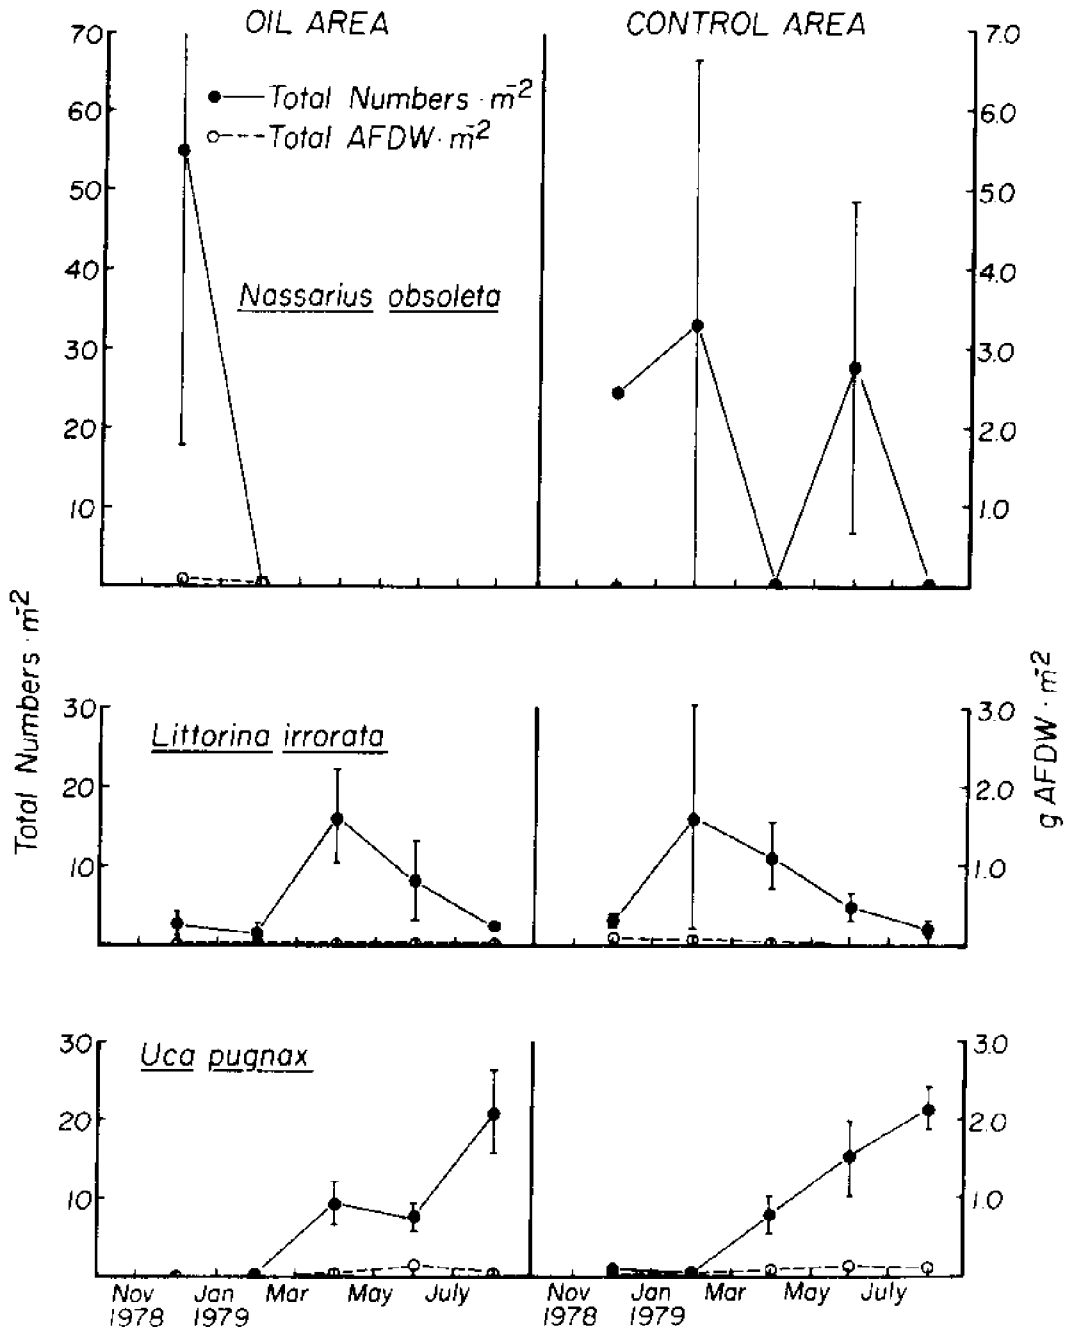 OIL AREA CONTROL AREA
70 7.0
Total Numbers · m⁻²
60 6.0
Total AFDW · m⁻²
50 5.0
40 4.0
Nassarius obsoleta
30 3.0
20 2.0
10 1.0
Total Numbers · m⁻²
g AFDW · m⁻²
30 3.0
Littorina irrorata
20 2.0
10 1.0
30 3.0
Uca pugnax
20 2.0
10 1.0
Nov Jan Mar May July Nov Jan Mar May July
1978 1979 1978 1979